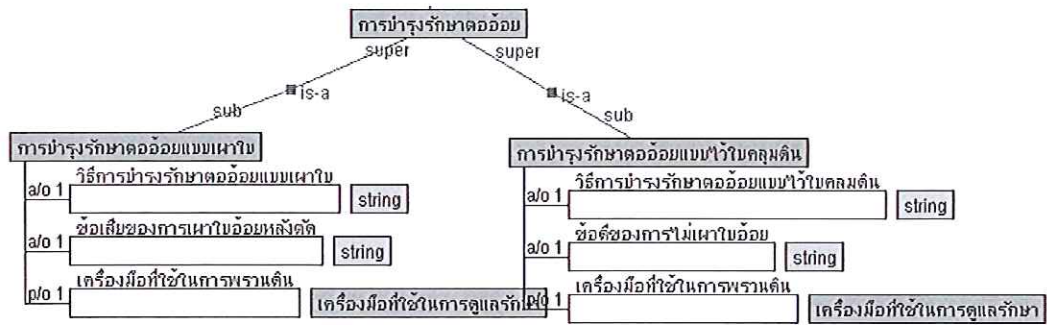 การบำรุงรักษาตออ้อย
super super
is-a is-a
sub sub
การบำรุงรักษาตออ้อยแบบเผาใบ
การบำรุงรักษาตออ้อยแบบไว้ใบคลุมดิน
a/o 1 วิธีการบำรุงรักษาตออ้อยแบบเผาใบ string
a/o 1 วิธีการบำรุงรักษาตออ้อยแบบไว้ใบคลุมดิน string
a/o 1 ข้อเสียของการเผาใบอ้อยหลังตัด string
a/o 1 ข้อดีของการไม่เผาใบอ้อย string
p/o 1 เครื่องมือที่ใช้ในการพรวนดิน เครื่องมือที่ใช้ในการดูแลรักษา
p/o 1 เครื่องมือที่ใช้ในการพรวนดิน เครื่องมือที่ใช้ในการดูแลรักษา